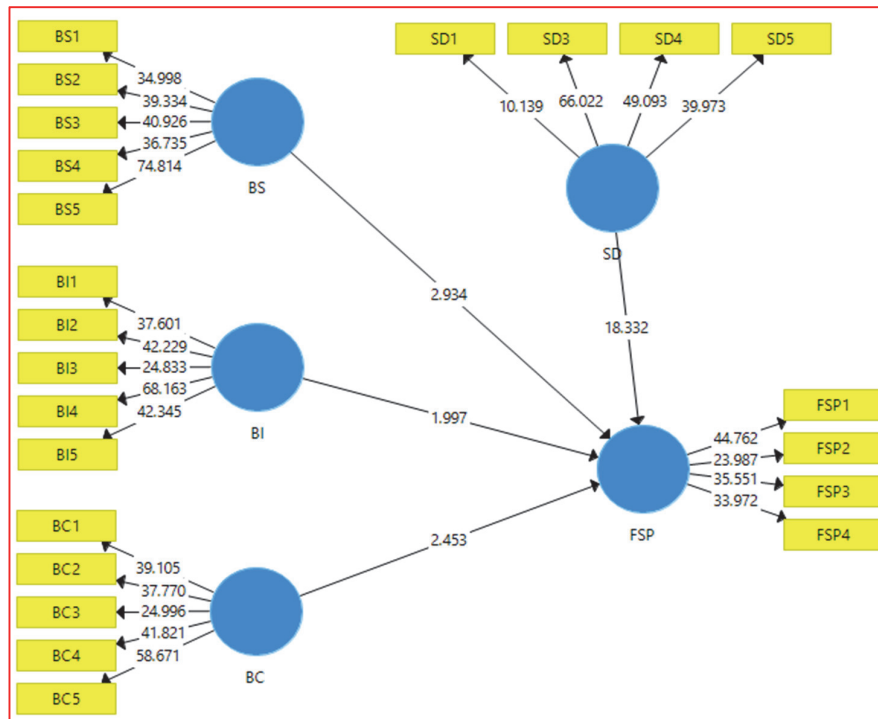 BS1
BS2
BS3
BS4
BS5
34.998
39.334
40.926
36.735
74.814
BS
SD1
SD3
SD4
SD5
10.139
66.022
49.093
39.973
SD
2.934
18.332
BI1
BI2
BI3
BI4
BI5
37.601
42.229
24.833
68.163
42.345
BI
1.997
FSP1
FSP2
FSP3
FSP4
44.762
23.987
35.551
33.972
FSP
BC1
BC2
BC3
BC4
BC5
39.105
37.770
24.996
41.821
58.671
BC
2.453